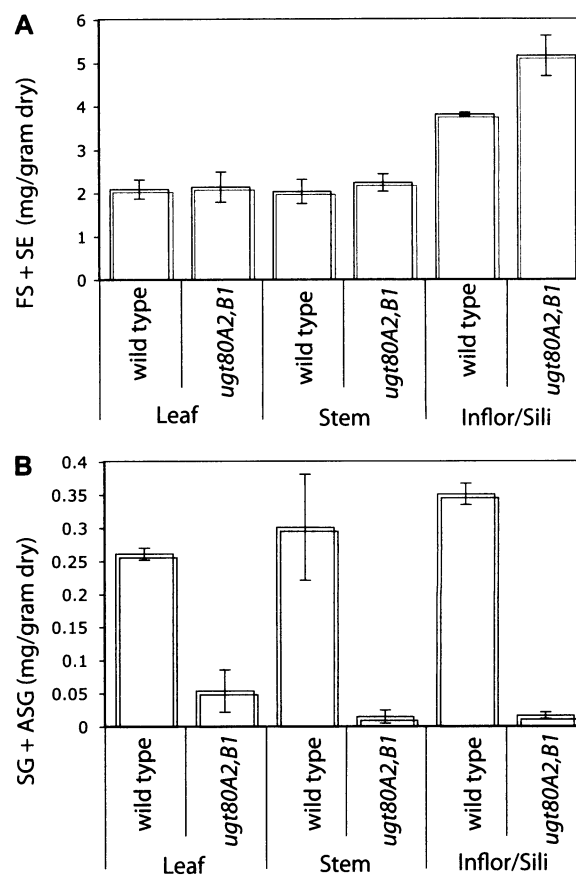 A
FS + SE (mg/gram dry)
6
5
4
3
2
1
0
wild type
ugt80A2,B1
wild type
ugt80A2,B1
wild type
ugt80A2,B1
Leaf
Stem
Inflor/Sili
B
SG + ASG (mg/gram dry)
0.4
0.35
0.3
0.25
0.2
0.15
0.1
0.05
0
wild type
ugt80A2,B1
wild type
ugt80A2,B1
wild type
ugt80A2,B1
Leaf
Stem
Inflor/Sili